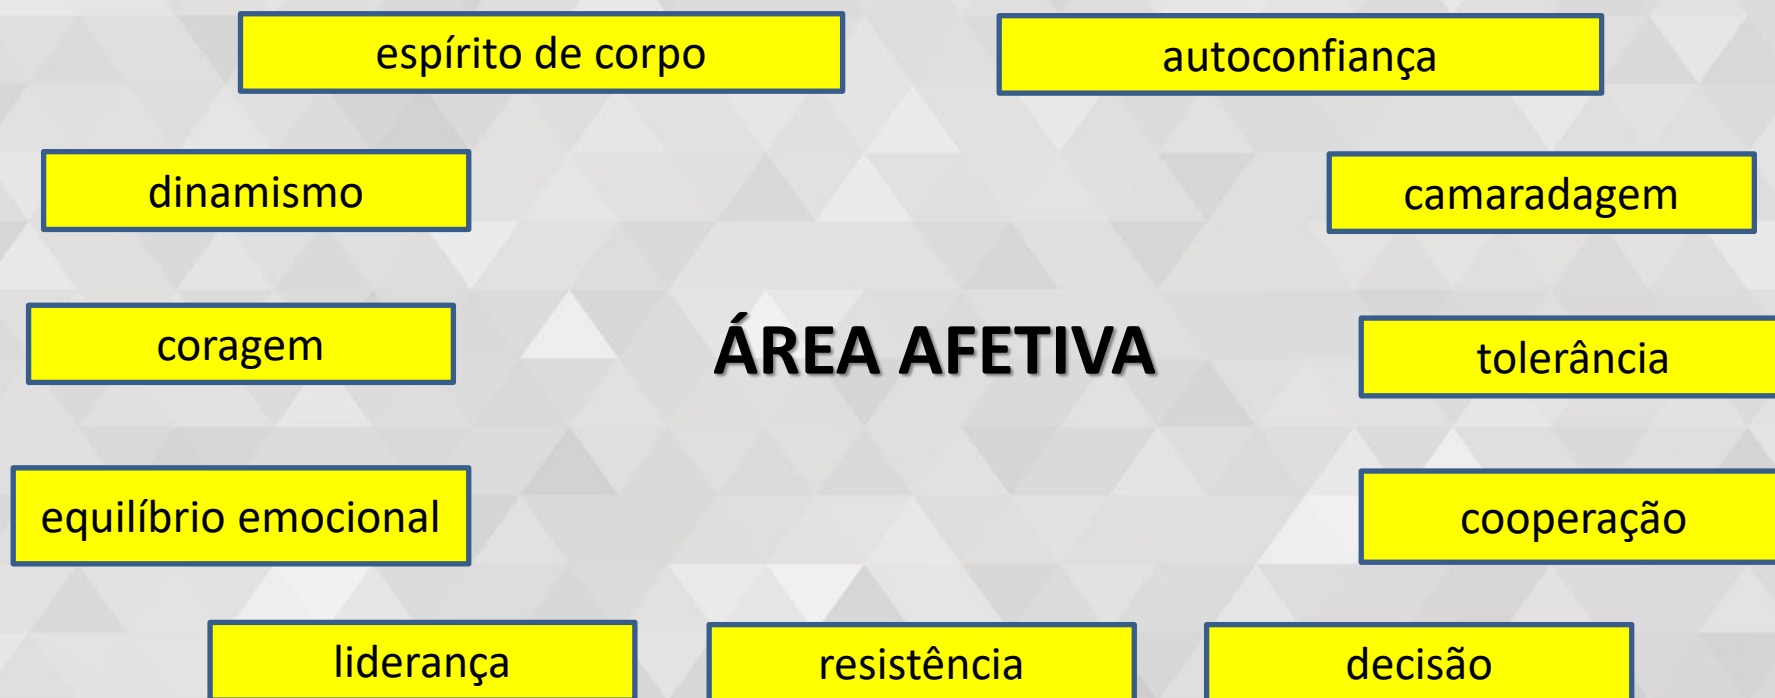 espírito de corpo
autoconfiança
dinamismo
camaradagem
coragem
ÁREA AFETIVA
tolerância
equilíbrio emocional
cooperação
liderança
resistência
decisão